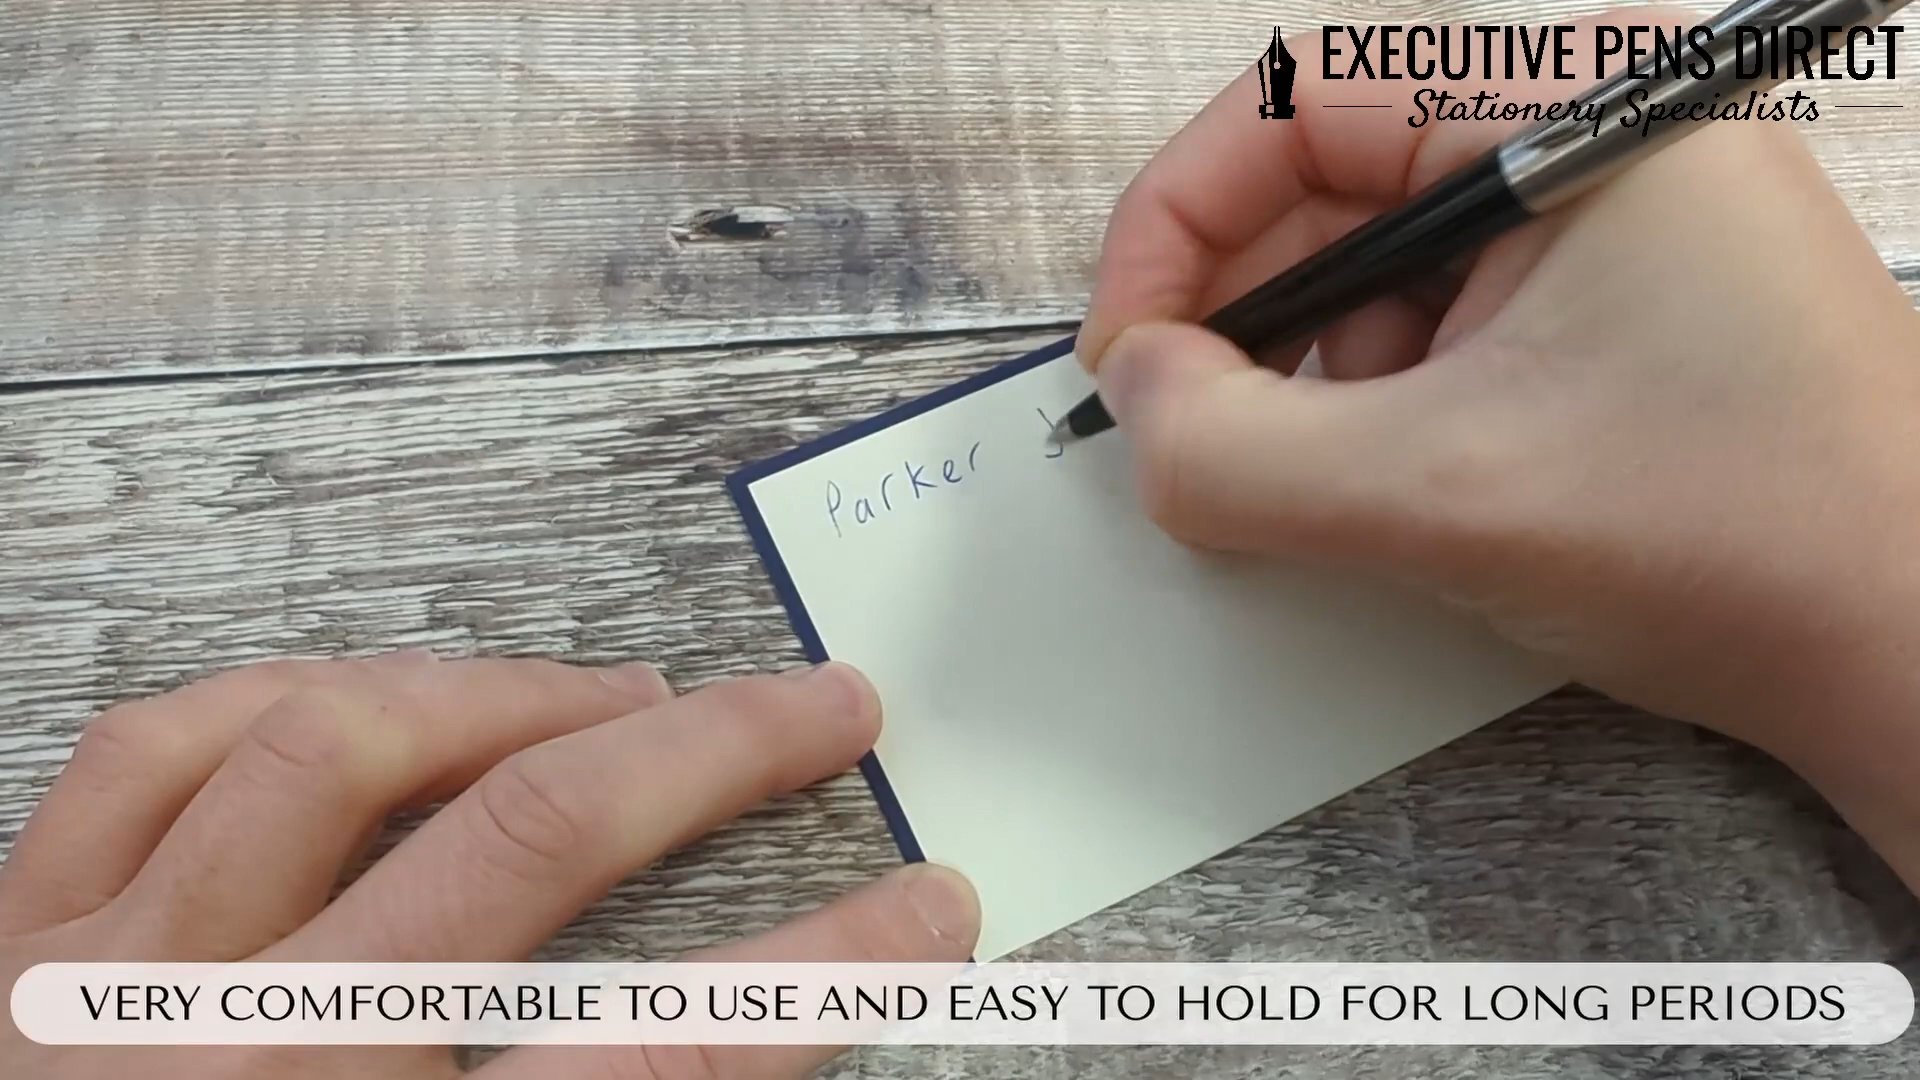 EXECUTIVE PENS DIRECT
Stationery Specialists
Parker J
VERY COMFORTABLE TO USE AND EASY TO HOLD FOR LONG PERIODS